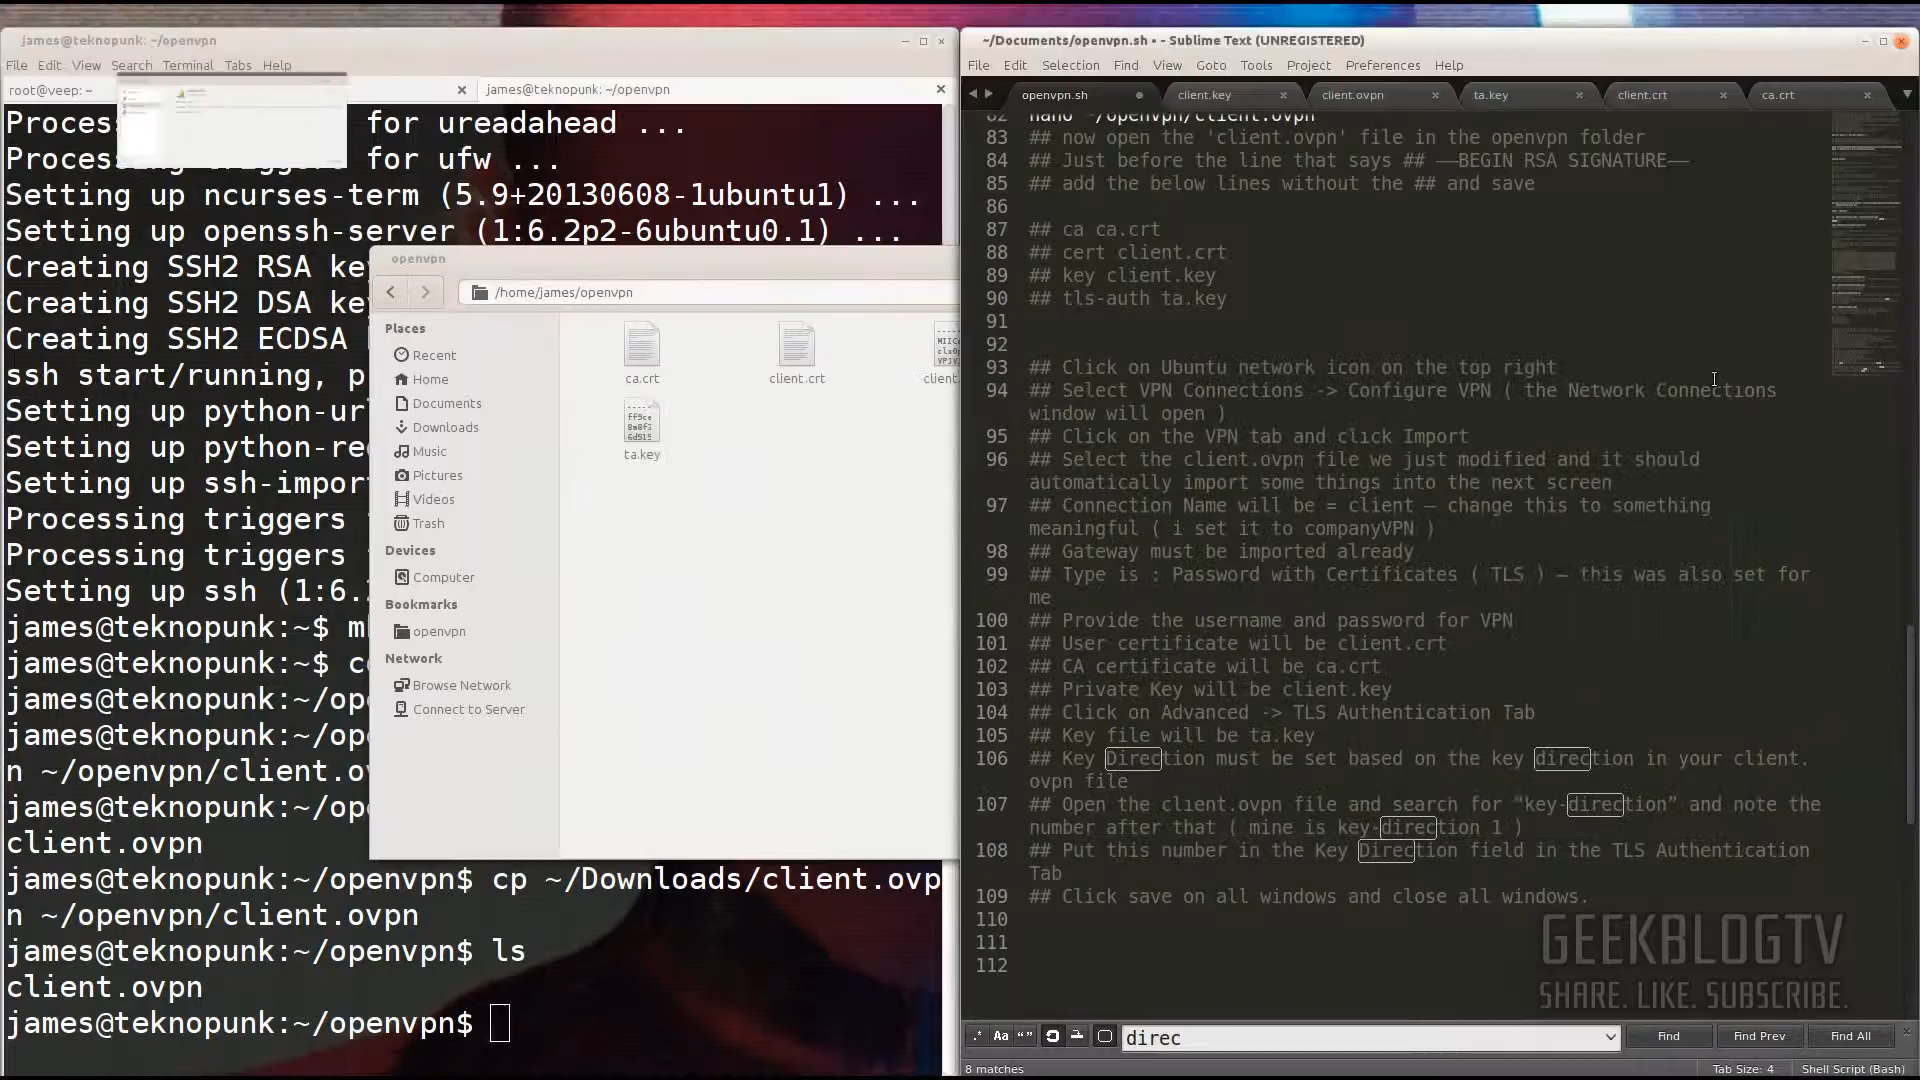 james@teknopunk: ~/openvpn
File Edit View Search Terminal Tabs Help
root@veep: ~
james@teknopunk: ~/openvpn
for ureadahead ...
for ufw ...
Setting up ncurses-term (5.9+20130608-1ubuntu1) ...
Setting up openssh-server (1:6.2p2-6ubuntu0.1) ...
Creating SSH2 RSA
Creating SSH2 DSA
Creating SSH2 ECDSA
ssh start/running,
Setting up
Setting up
Setting up
Processing triggers
Processing triggers
Setting up ssh (1:6.
james@teknopunk:~$
james@teknopunk:~$
n ~/openvpn/client.
client.ovpn
james@teknopunk:~/openvpn$ cp ~/Downloads/client.ovp
n ~/openvpn/client.ovpn
james@teknopunk:~/openvpn$ ls
client.ovpn
james@teknopunk:~/openvpn$
openvpn
/home/james/openvpn
Places
Recent
Home
Documents
Downloads
Music
Pictures
Videos
Trash
Devices
Computer
Bookmarks
openvpn
Network
Browse Network
Connect to Server
ca.crt
client.crt
client.
ta.key
~/Documents/openvpn.sh • - Sublime Text (UNREGISTERED)
File Edit Selection Find View Goto Tools Project Preferences Help
openvpn.sh client.key client.ovpn ta.key client.crt ca.crt
82 nano ~/openvpn/client.ovpn
83 ## now open the 'client.ovpn' file in the openvpn folder
84 ## Just before the line that says ## —BEGIN RSA SIGNATURE—
85 ## add the below lines without the ## and save
86
87 ## ca ca.crt
88 ## cert client.crt
89 ## key client.key
90 ## tls-auth ta.key
91
92
93 ## Click on Ubuntu network icon on the top right
94 ## Select VPN Connections -> Configure VPN ( the Network Connections
window will open )
95 ## Click on the VPN tab and click Import
96 ## Select the client.ovpn file we just modified and it should
automatically import some things into the next screen
97 ## Connection Name will be = client – change this to something
meaningful ( i set it to companyVPN )
98 ## Gateway must be imported already
99 ## Type is : Password with Certificates ( TLS ) – this was also set for
me
100 ## Provide the username and password for VPN
101 ## User certificate will be client.crt
102 ## CA certificate will be ca.crt
103 ## Private Key will be client.key
104 ## Click on Advanced -> TLS Authentication Tab
105 ## Key file will be ta.key
106 ## Key Direction must be set based on the key direction in your client.
ovpn file
107 ## Open the client.ovpn file and search for “key-direction” and note the
number after that ( mine is key-direction 1 )
108 ## Put this number in the Key Direction field in the TLS Authentication
Tab
109 ## Click save on all windows and close all windows.
110
111
112
GEEKBLOGTV
SHARE. LIKE. SUBSCRIBE.
.* Aa “ ” direc Find Find Prev Find All
8 matches Tab Size: 4 Shell Script (Bash)